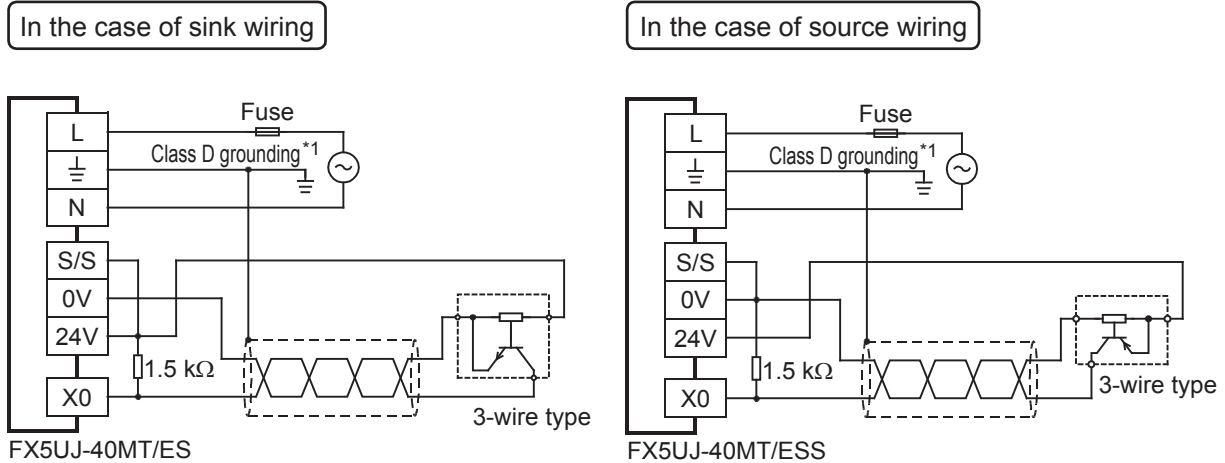 In the case of sink wiring
L
Fuse
Class D grounding*1
N
S/S
0V
24V
1.5 kΩ
X0
3-wire type
FX5UJ-40MT/ES
In the case of source wiring
L
Fuse
Class D grounding*1
N
S/S
0V
24V
1.5 kΩ
X0
3-wire type
FX5UJ-40MT/ESS